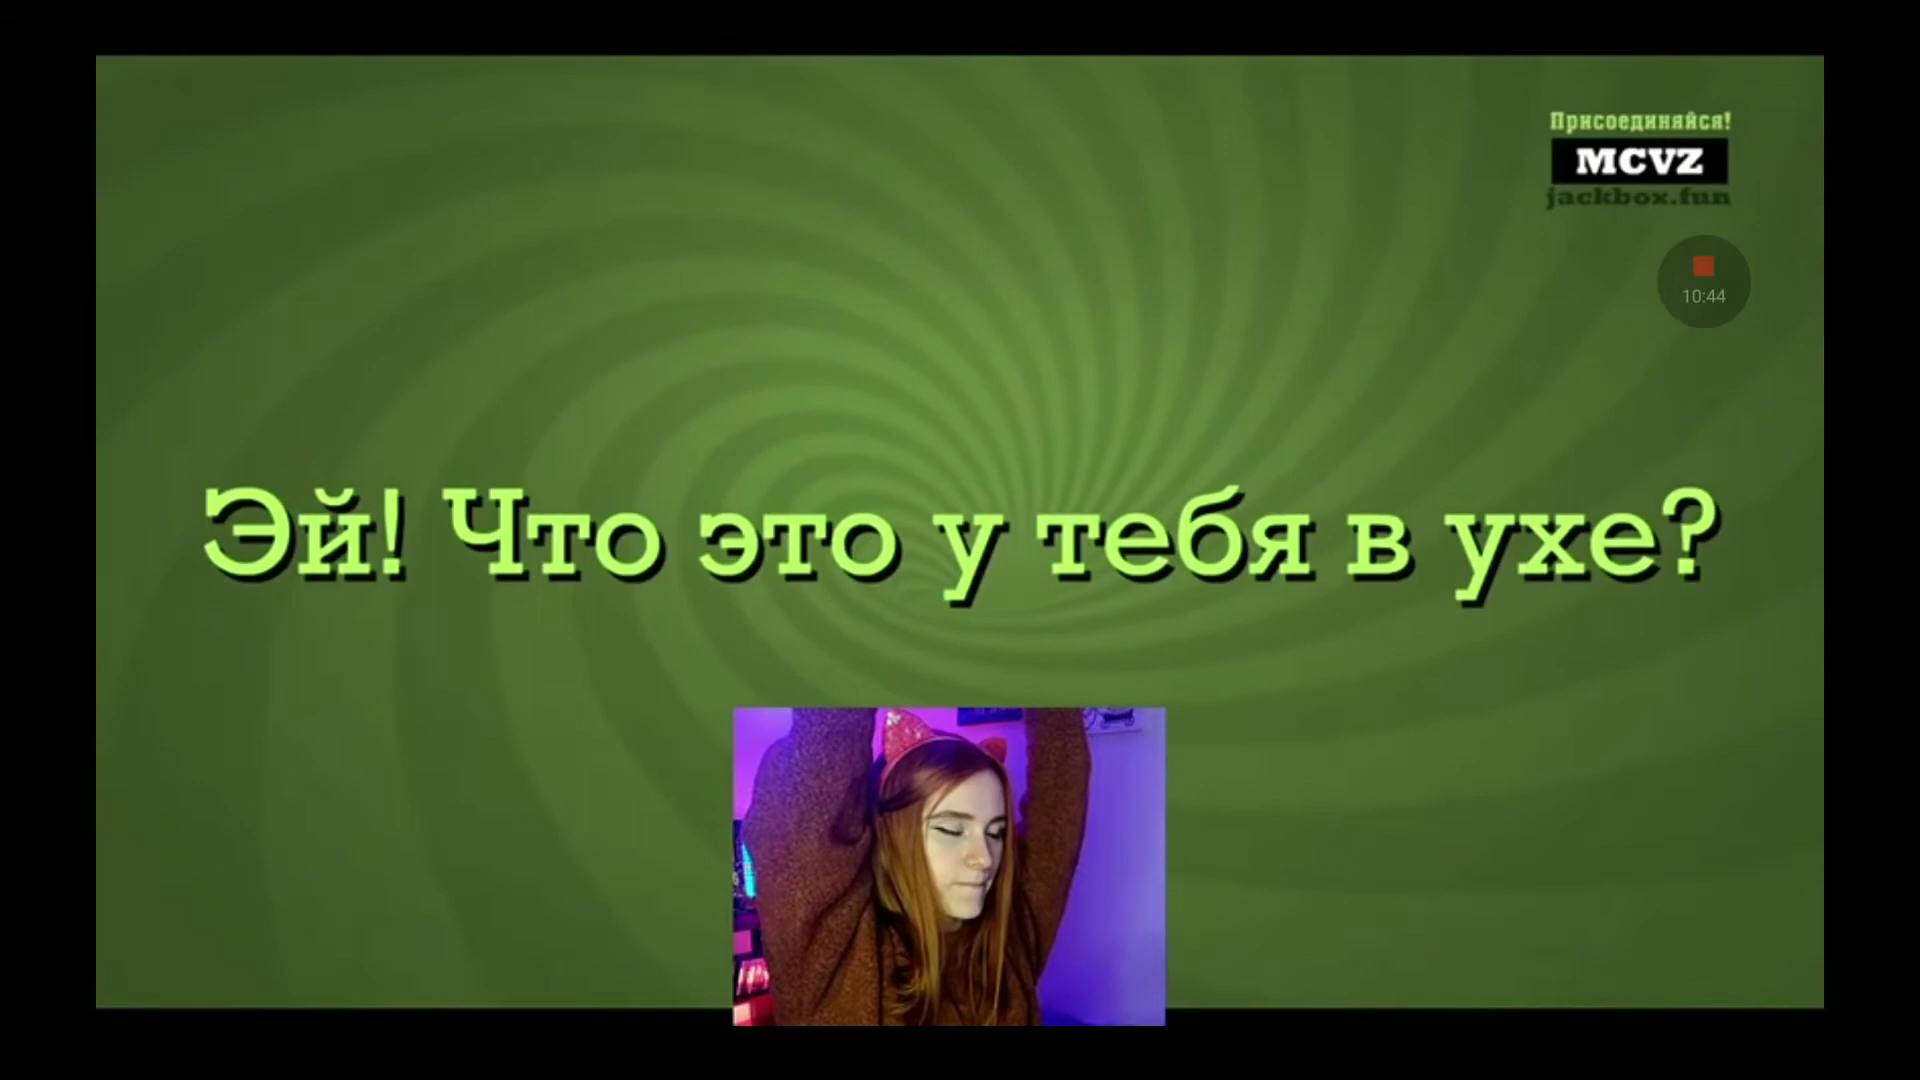 Присоединяйся!
MCVZ
jackbox.fun
10:44
Эй! Что это у тебя в ухе?